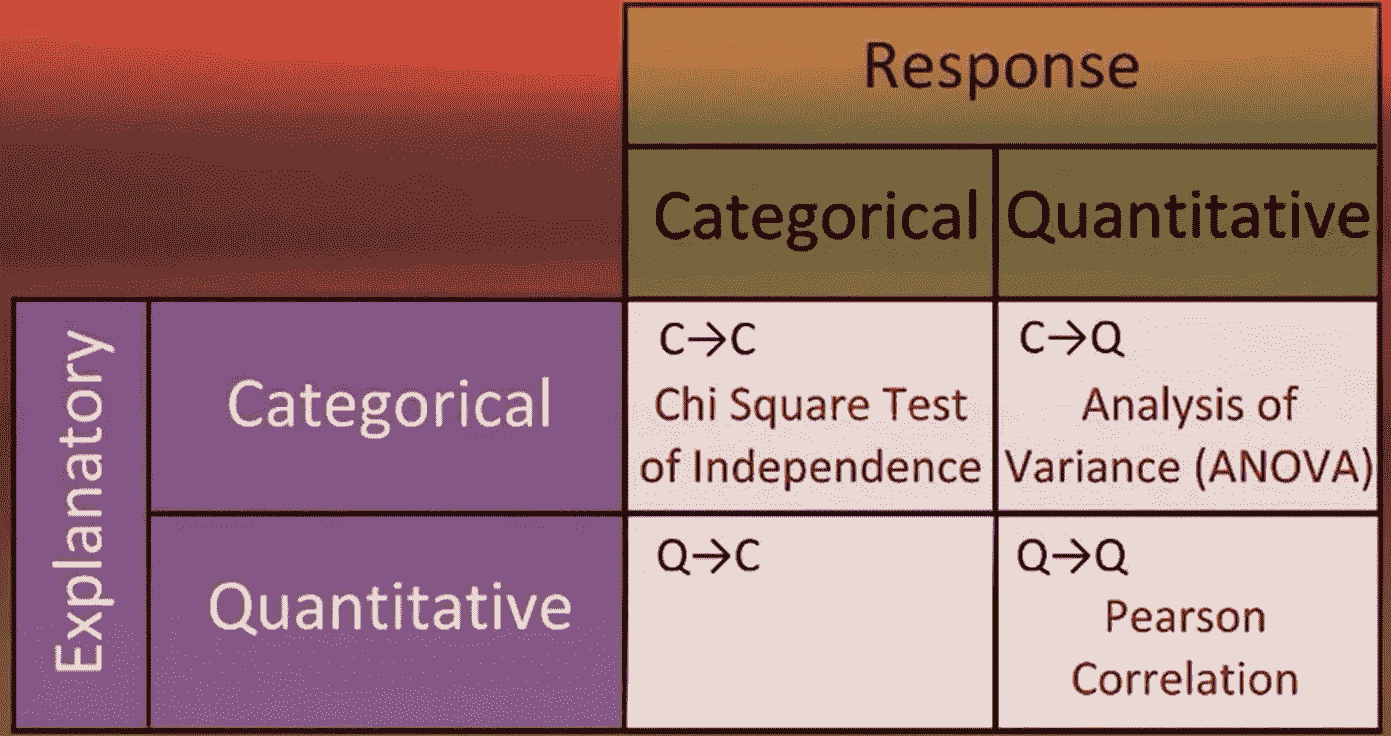 Response
Categorical
Quantitative
Explanatory
Categorical
C→C
Chi Square Test
of Independence
C→Q
Analysis of
Variance (ANOVA)
Quantitative
Q→C
Q→Q
Pearson
Correlation